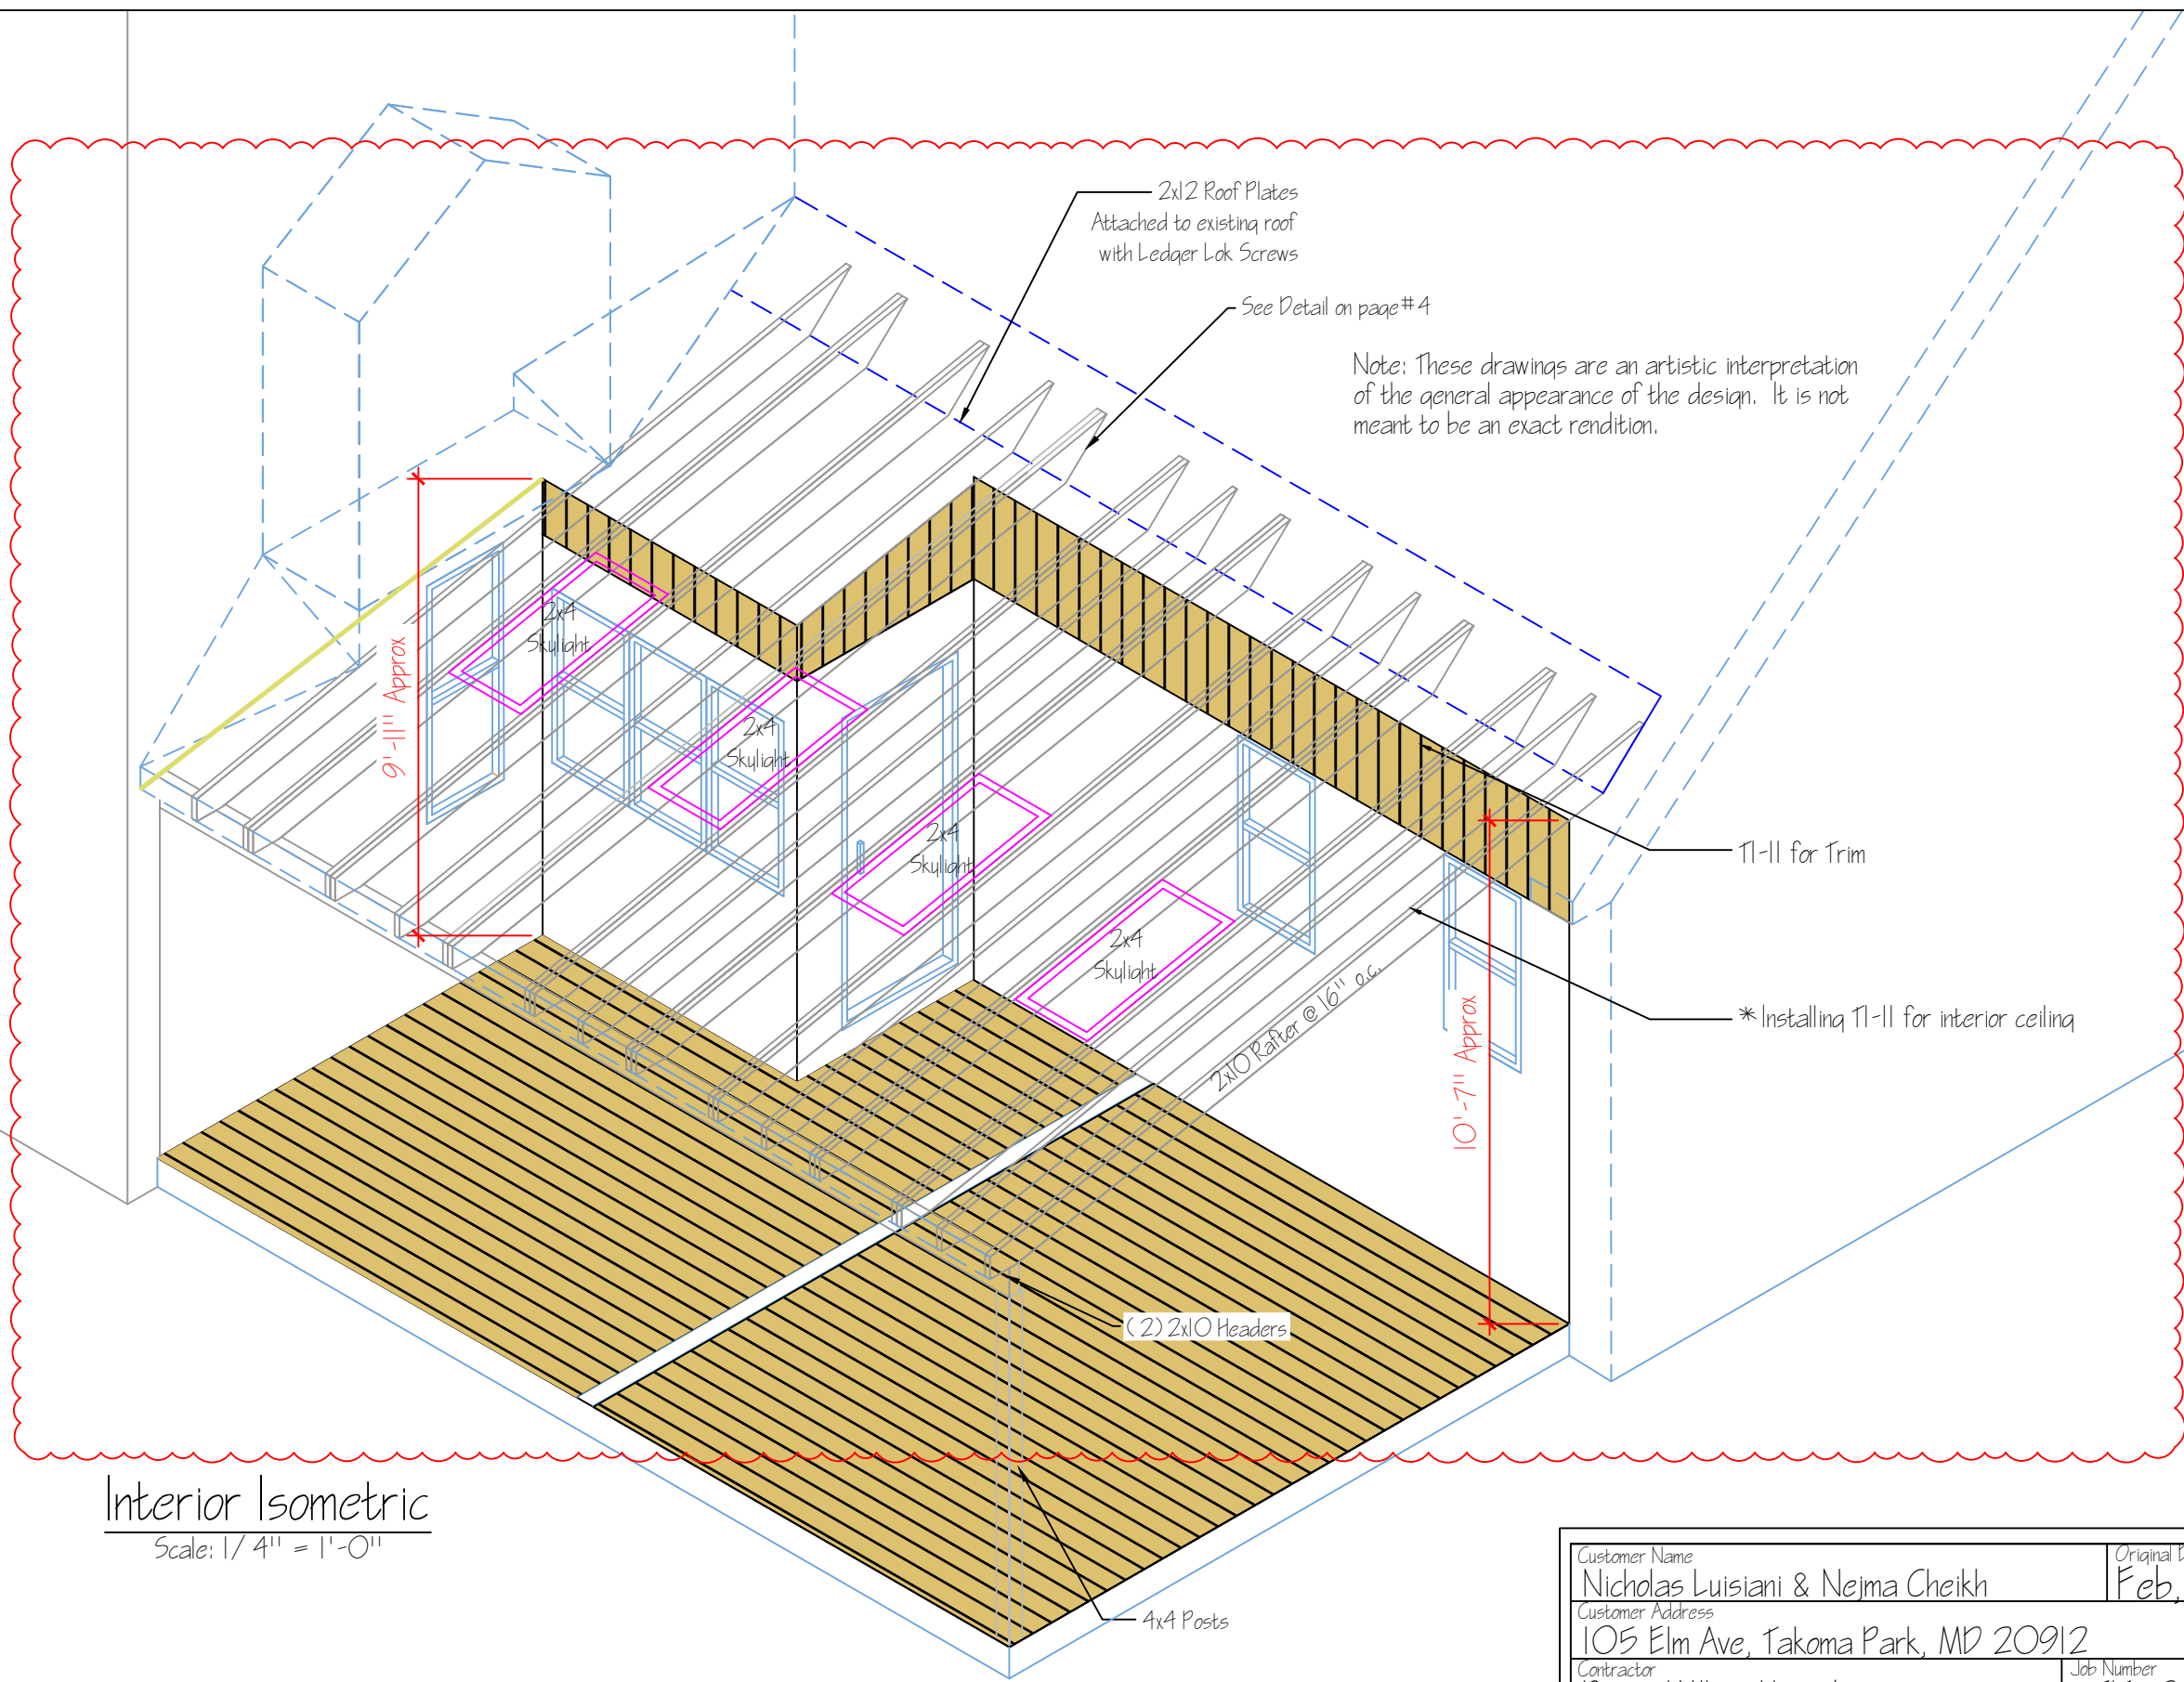 2x12 Roof Plates
Attached to existing roof
with Ledger Lok Screws
See Detail on page#4
Note: These drawings are an artistic interpretation
of the general appearance of the design. It is not
meant to be an exact rendition.
2x4
Skylight
2x4
Skylight
2x4
Skylight
2x4
Skylight
9'-11" Approx
10'-7" Approx
T1-11 for Trim
*Installing T1-11 for interior ceiling
2x10 Rafter @ 16" o.c.
(2) 2x10 Headers
4x4 Posts
Interior Isometric
Scale: 1/4" = 1'-0"
Customer Name
Nicholas Luisiani & Nejma Cheikh
Original
Feb,
Customer Address
105 Elm Ave, Takoma Park, MD 20912
Contractor
Job Number